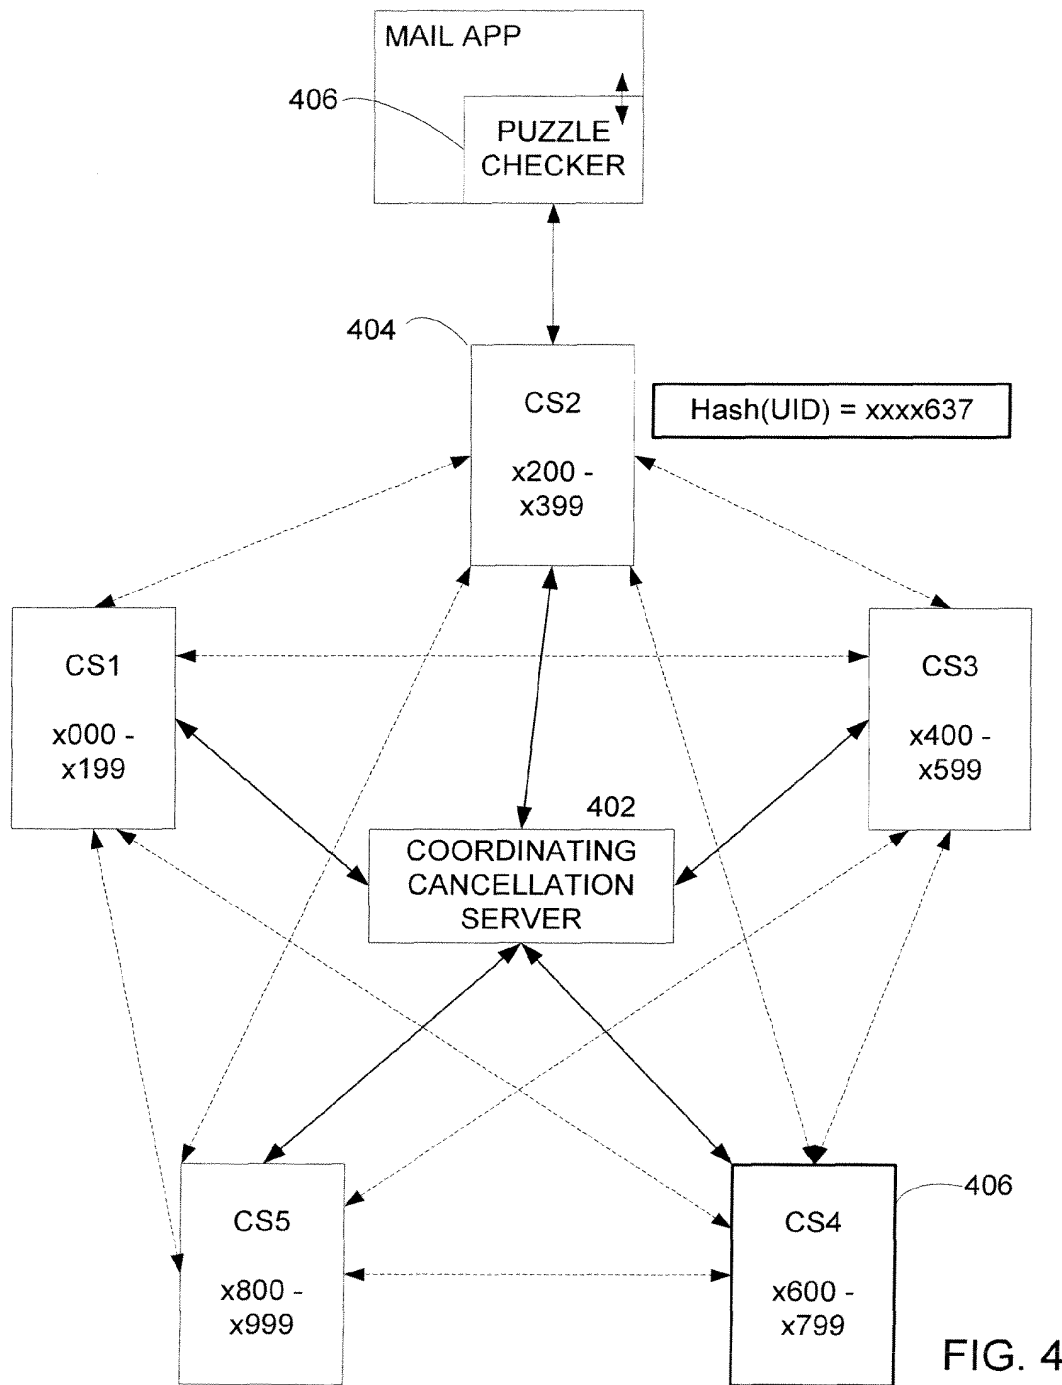 MAIL APP
406
PUZZLE
CHECKER
404
CS2
x200 -
x399
Hash(UID) = xxxx637
CS1
x000 -
x199
CS3
x400 -
x599
402
COORDINATING
CANCELLATION
SERVER
CS5
x800 -
x999
CS4
x600 -
x799
406
FIG. 4